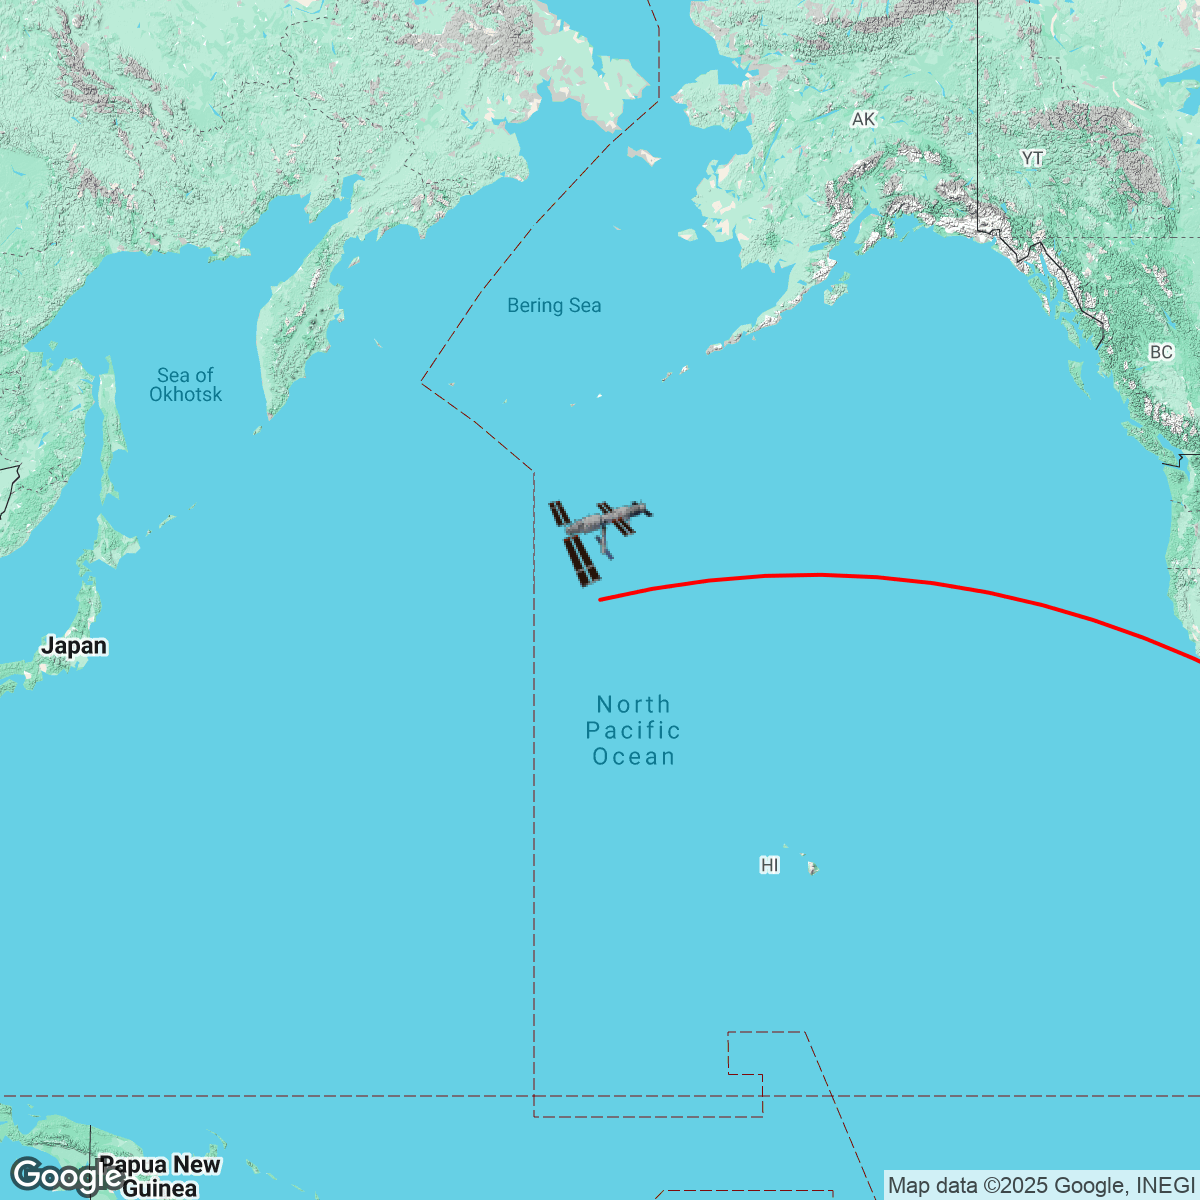 AK
YT
Bering Sea
BC
Sea of
Okhotsk
Japan
North
Pacific
Ocean
HI
Papua New
Guinea
Google
Map data ©2025 Google, INEGI